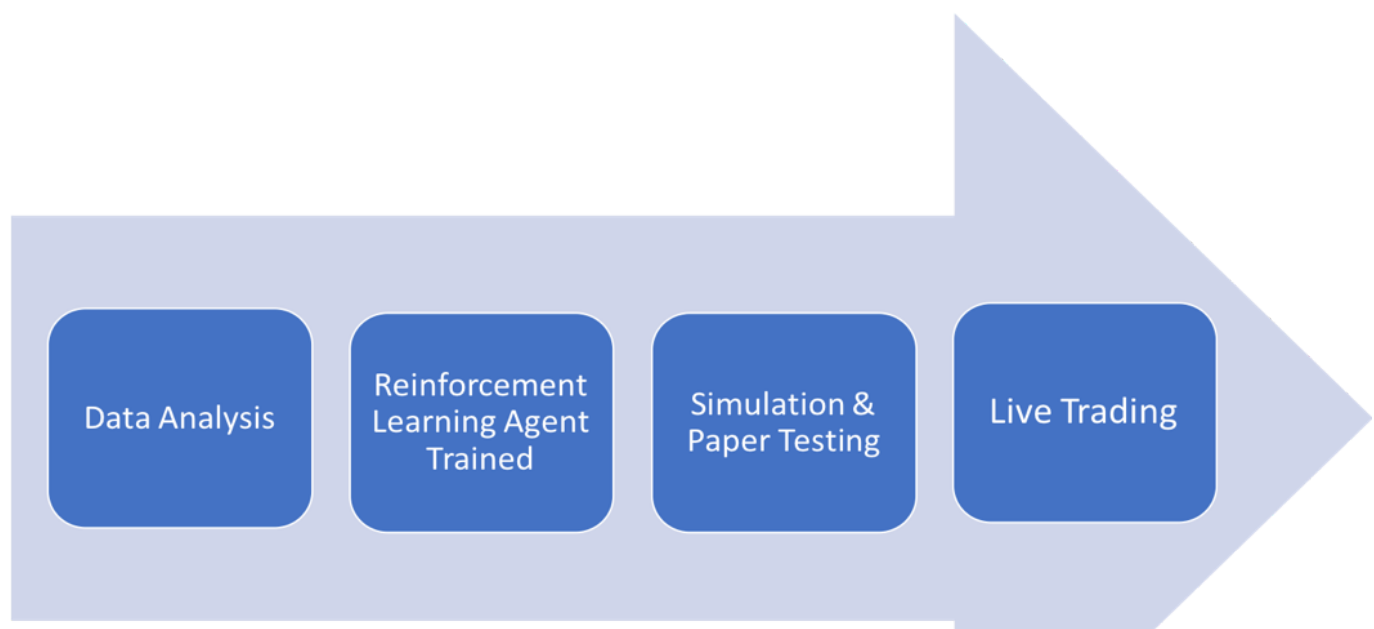 Data Analysis
Reinforcement
Learning Agent
Trained
Simulation &
Paper Testing
Live Trading